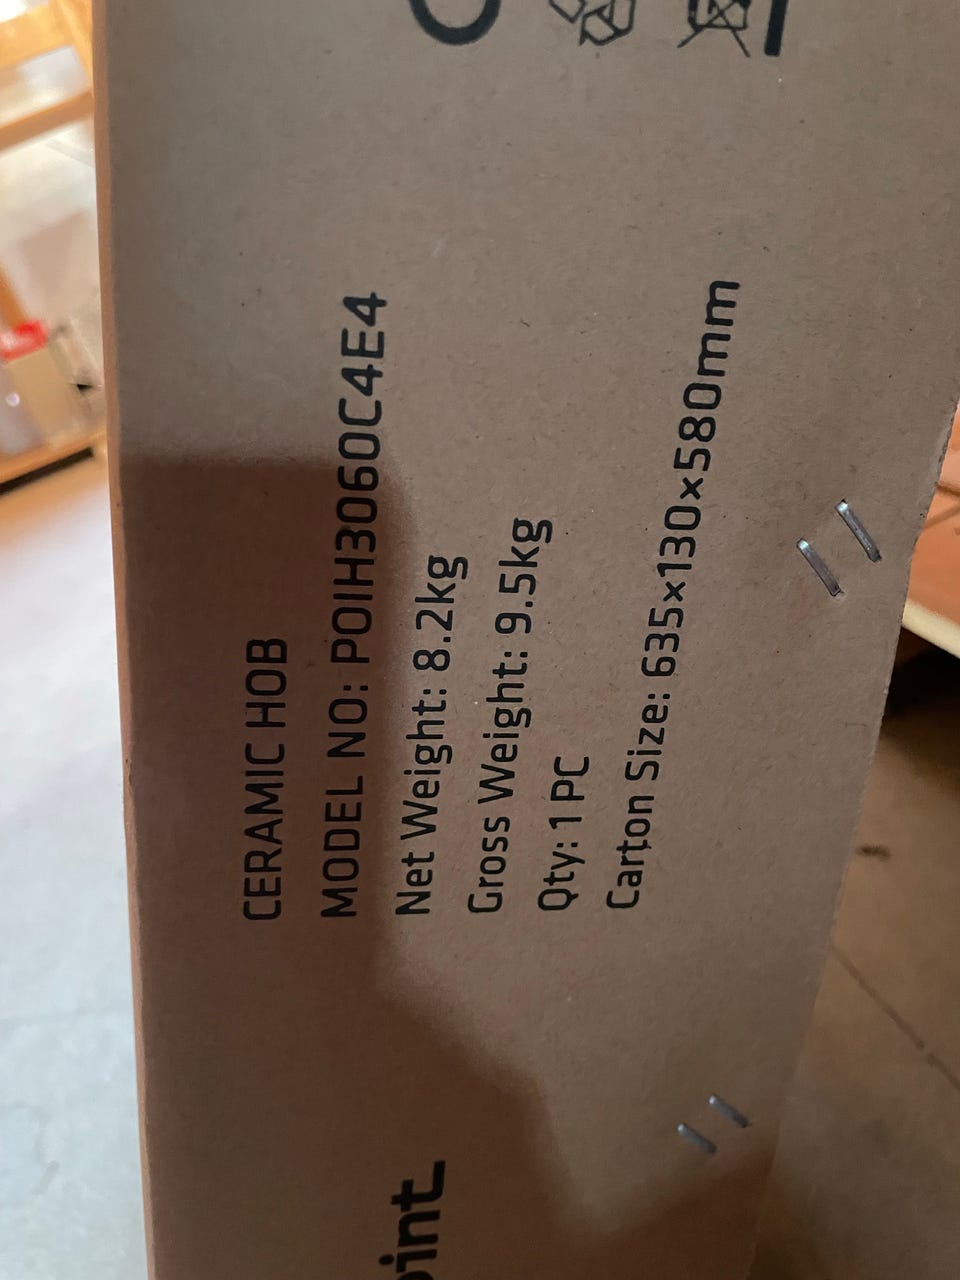 CERAMIC HOB
MODEL NO: POIH3060C4E4
Net Weight: 8.2kg
Gross Weight: 9.5kg
Qty: 1 PC
Carton Size: 635×130×580mm